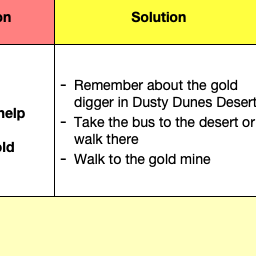 on
Solution
- Remember about the gold
digger in Dusty Dunes Desert
- Take the bus to the desert or
walk there
- Walk to the gold mine
help
old